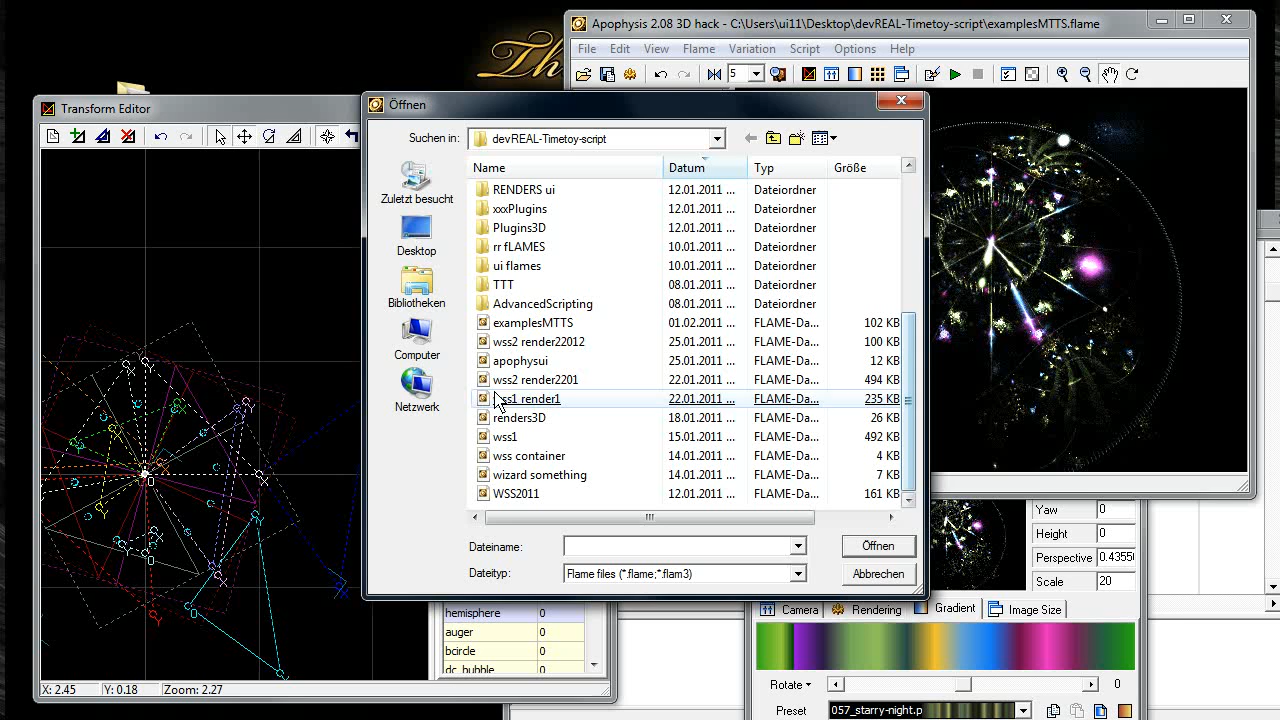 Th
Apophysis 2.08 3D hack - C:\Users\ui11\Desktop\devREAL-Timetoy-script\examplesMTTS.flame
File Edit View Flame Variation Script Options Help
5
Transform Editor
Öffnen
Suchen in: devREAL-Timetoy-script
Name Datum Typ Größe
Zuletzt besucht
Desktop
Bibliotheken
Computer
Netzwerk
RENDERS ui 12.01.2011 ... Dateiordner
xxxPlugins 12.01.2011 ... Dateiordner
Plugins3D 12.01.2011 ... Dateiordner
rr fLAMES 10.01.2011 ... Dateiordner
ui flames 10.01.2011 ... Dateiordner
TTT 08.01.2011 ... Dateiordner
AdvancedScripting 08.01.2011 ... Dateiordner
examplesMTTS 01.02.2011 ... FLAME-Da... 102 KB
wss2 render22012 25.01.2011 ... FLAME-Da... 100 KB
apophysui 25.01.2011 ... FLAME-Da... 12 KB
wss2 render2201 22.01.2011 ... FLAME-Da... 494 KB
wss1 render1 22.01.2011 ... FLAME-Da... 235 KB
renders3D 18.01.2011 ... FLAME-Da... 26 KB
wss1 15.01.2011 ... FLAME-Da... 492 KB
wss container 14.01.2011 ... FLAME-Da... 4 KB
wizard something 14.01.2011 ... FLAME-Da... 7 KB
WSS2011 12.01.2011 ... FLAME-Da... 161 KB
Dateiname: Öffnen
Dateityp: Flame files (*.flame;*.flam3) Abbrechen
Yaw 0
Height 0
Perspective 0.4355
Scale 20
hemisphere 0
auger 0
bcircle 0
dc_bubble 0
X: 2.45 Y: 0.18 Zoom: 2.27
Camera Rendering Gradient Image Size
Rotate 0
Preset 057_starry-night.p